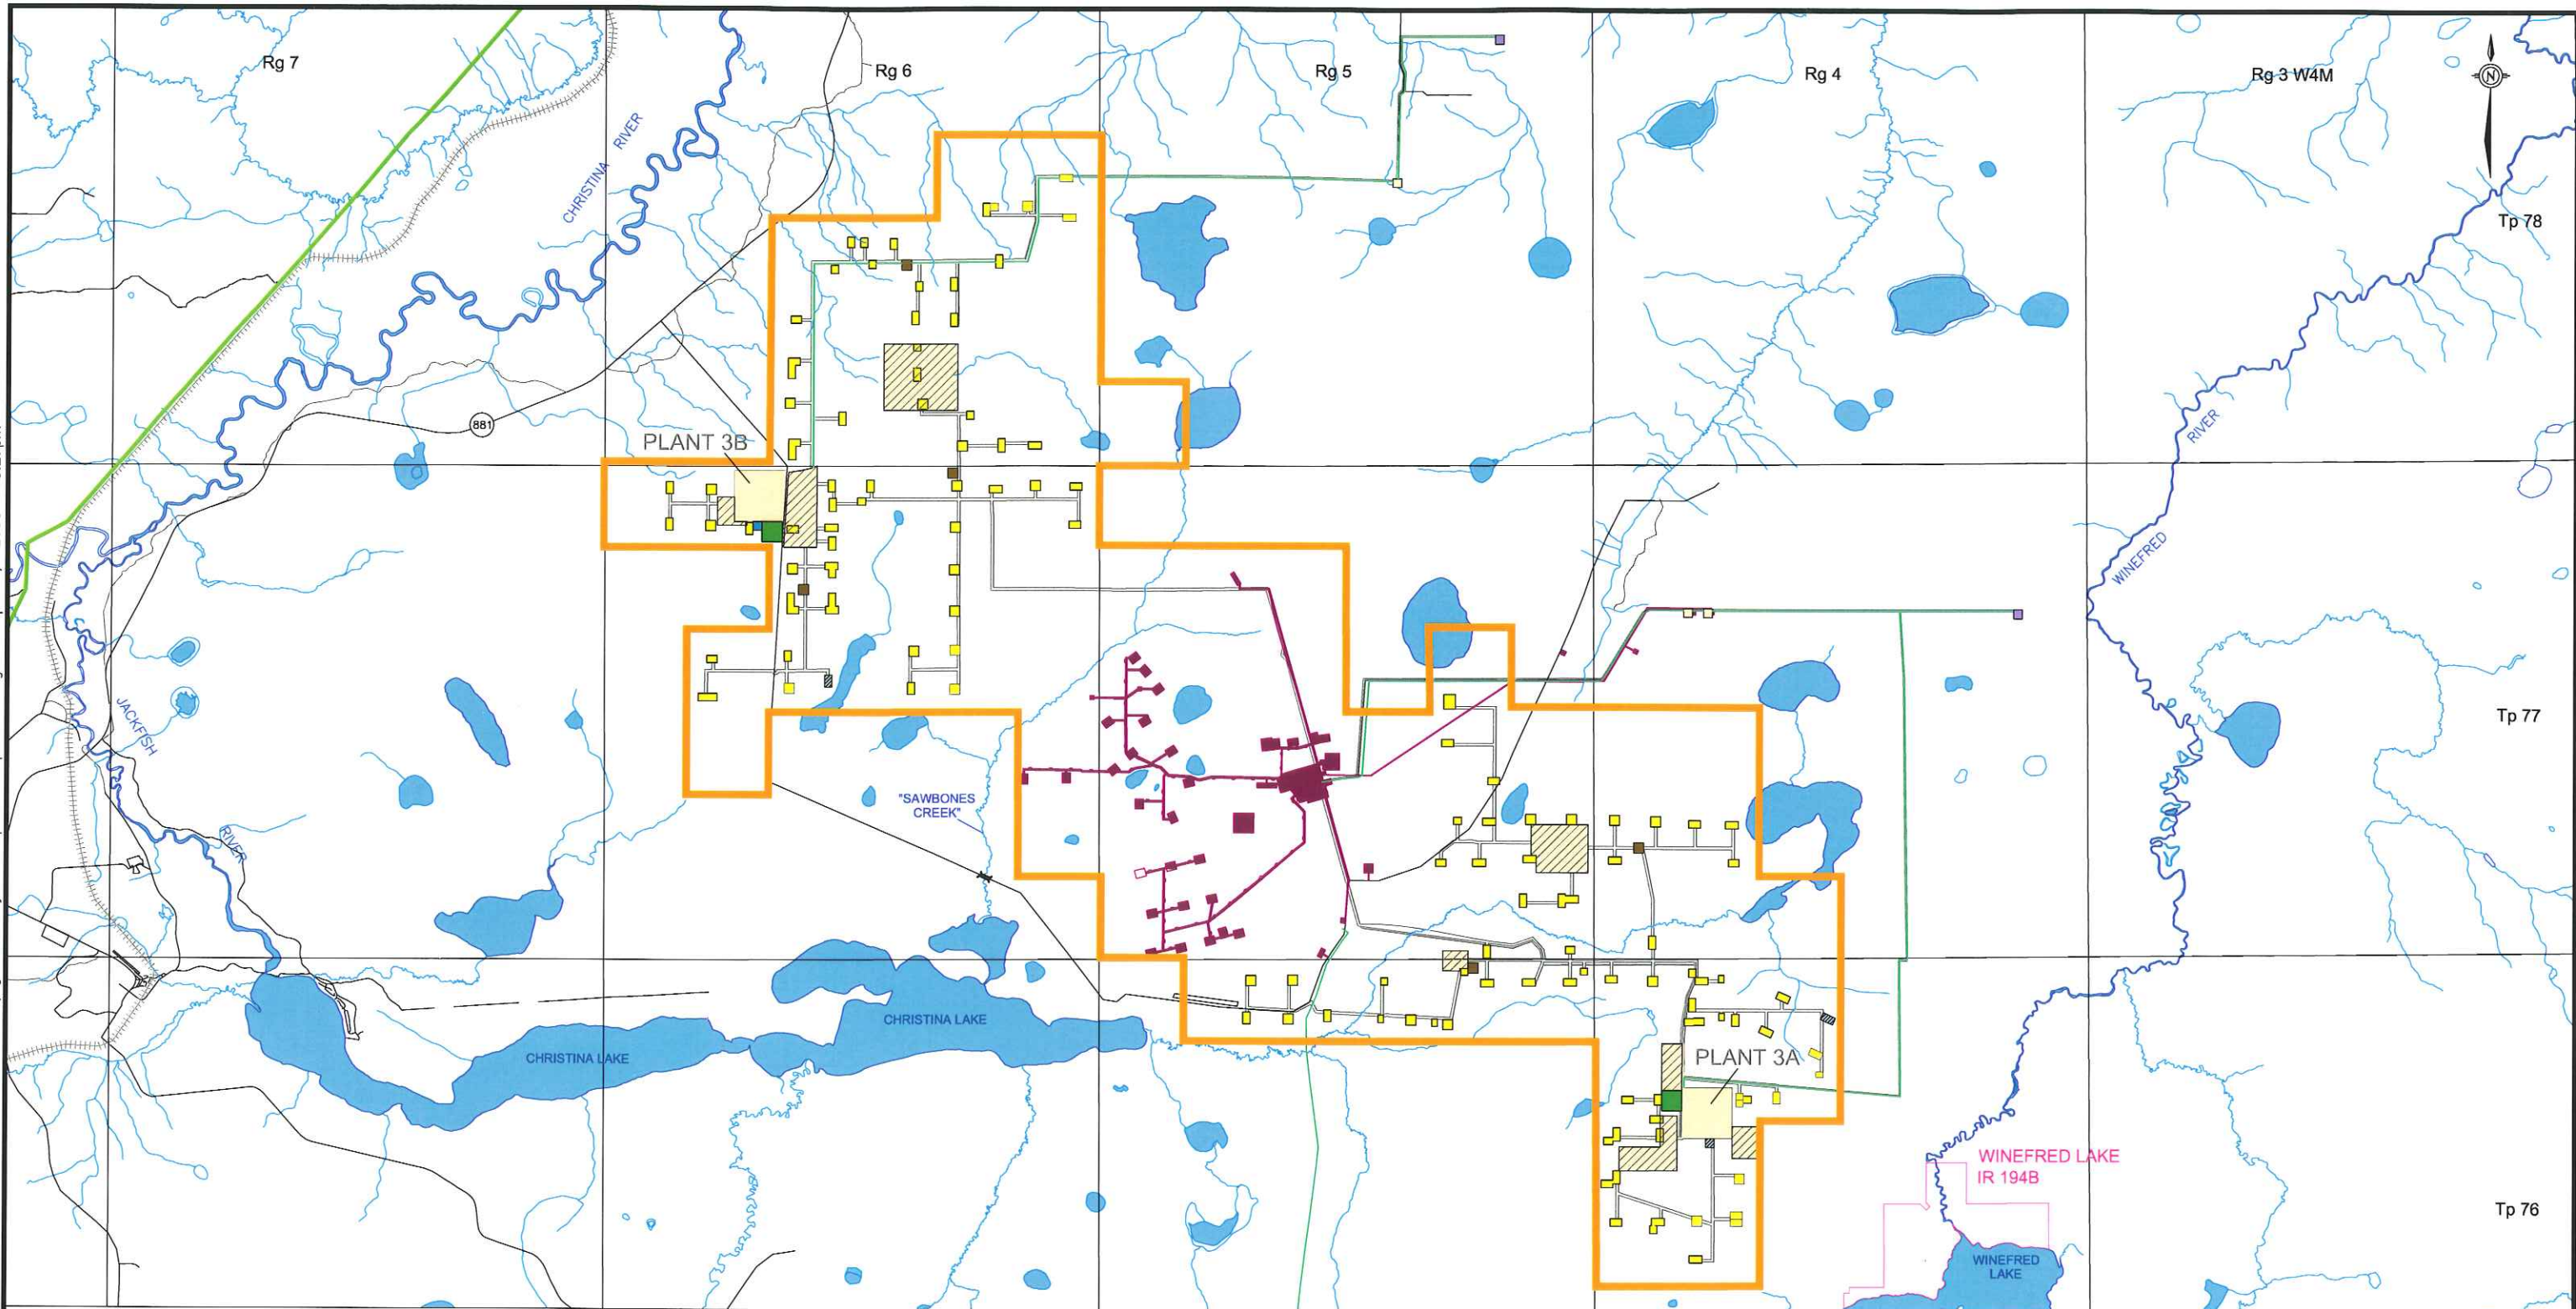 Rg 7
Rg 6
Rg 5
Rg 4
Rg 3 W4M
N
CHRISTINA RIVER
Tp 78
881
PLANT 3B
RIVER
WINEFRED
JACKFISH
RIVER
Tp 77
"SAWBONES
CREEK"
CHRISTINA LAKE
CHRISTINA LAKE
PLANT 3A
WINEFRED LAKE
IR 194B
Tp 76
WINEFRED
LAKE